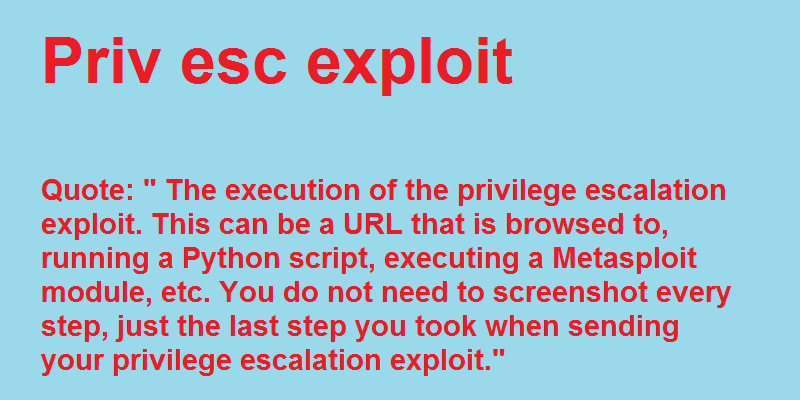 Priv esc exploit
Quote: " The execution of the privilege escalation
exploit. This can be a URL that is browsed to,
running a Python script, executing a Metasploit
module, etc. You do not need to screenshot every
step, just the last step you took when sending
your privilege escalation exploit."